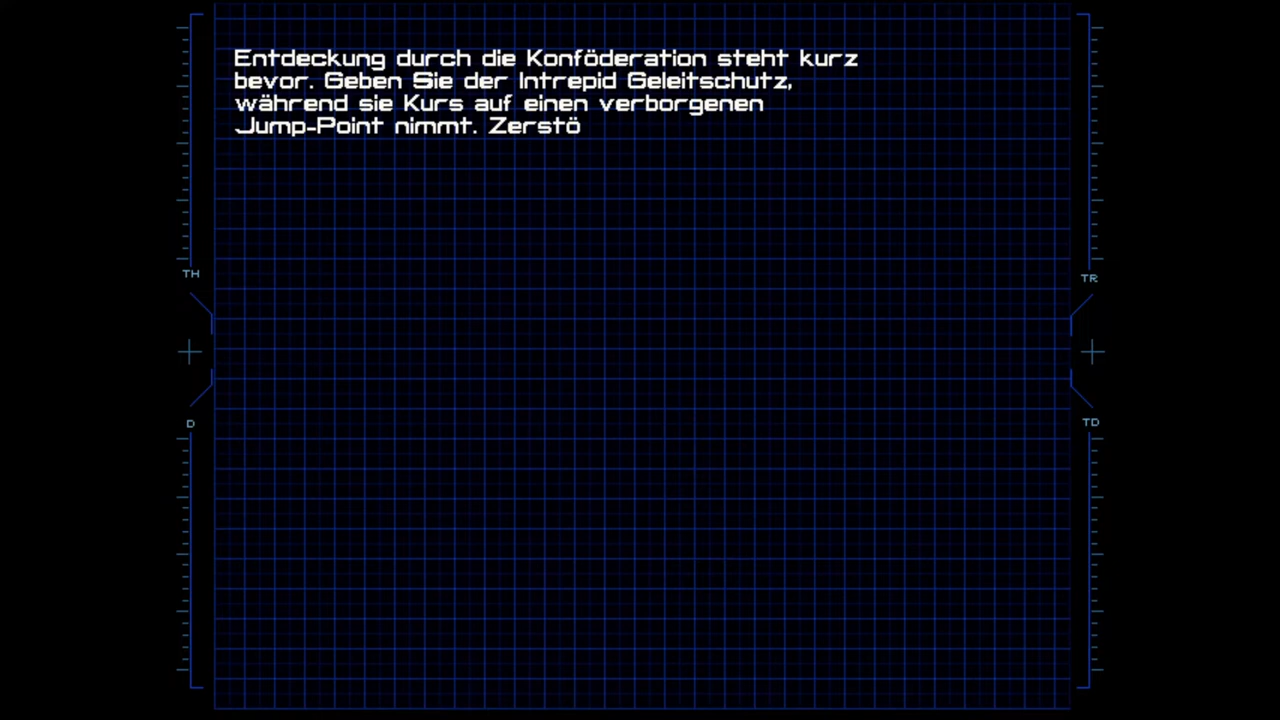 Entdeckung durch die Konföderation steht kurz
bevor. Geben Sie der Intrepid Geleitschutz,
während sie Kurs auf einen verborgenen
Jump-Point nimmt. Zerstö
TH
TR
D
TD